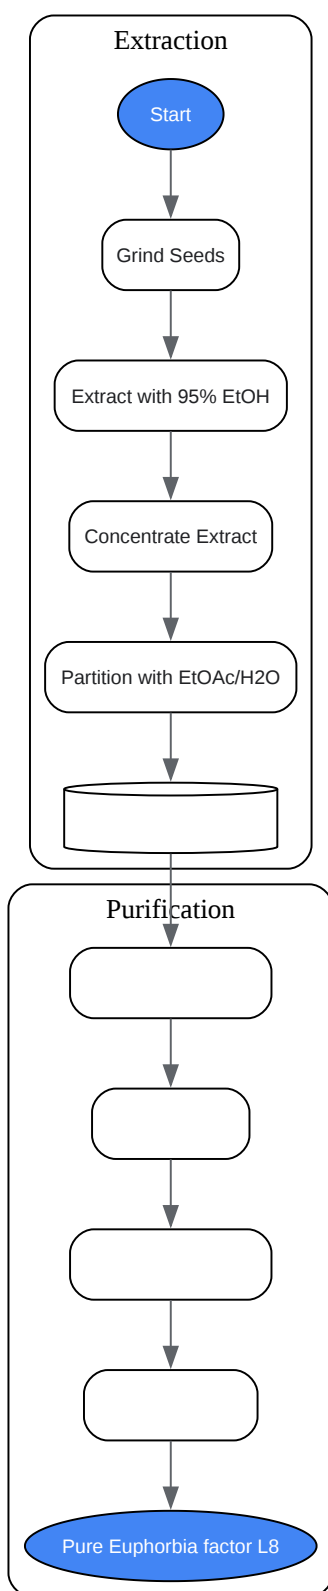 Extraction
Start
Grind Seeds
Extract with 95% EtOH
Concentrate Extract
Partition with EtOAc/H2O
Purification
Pure Euphorbia factor L8